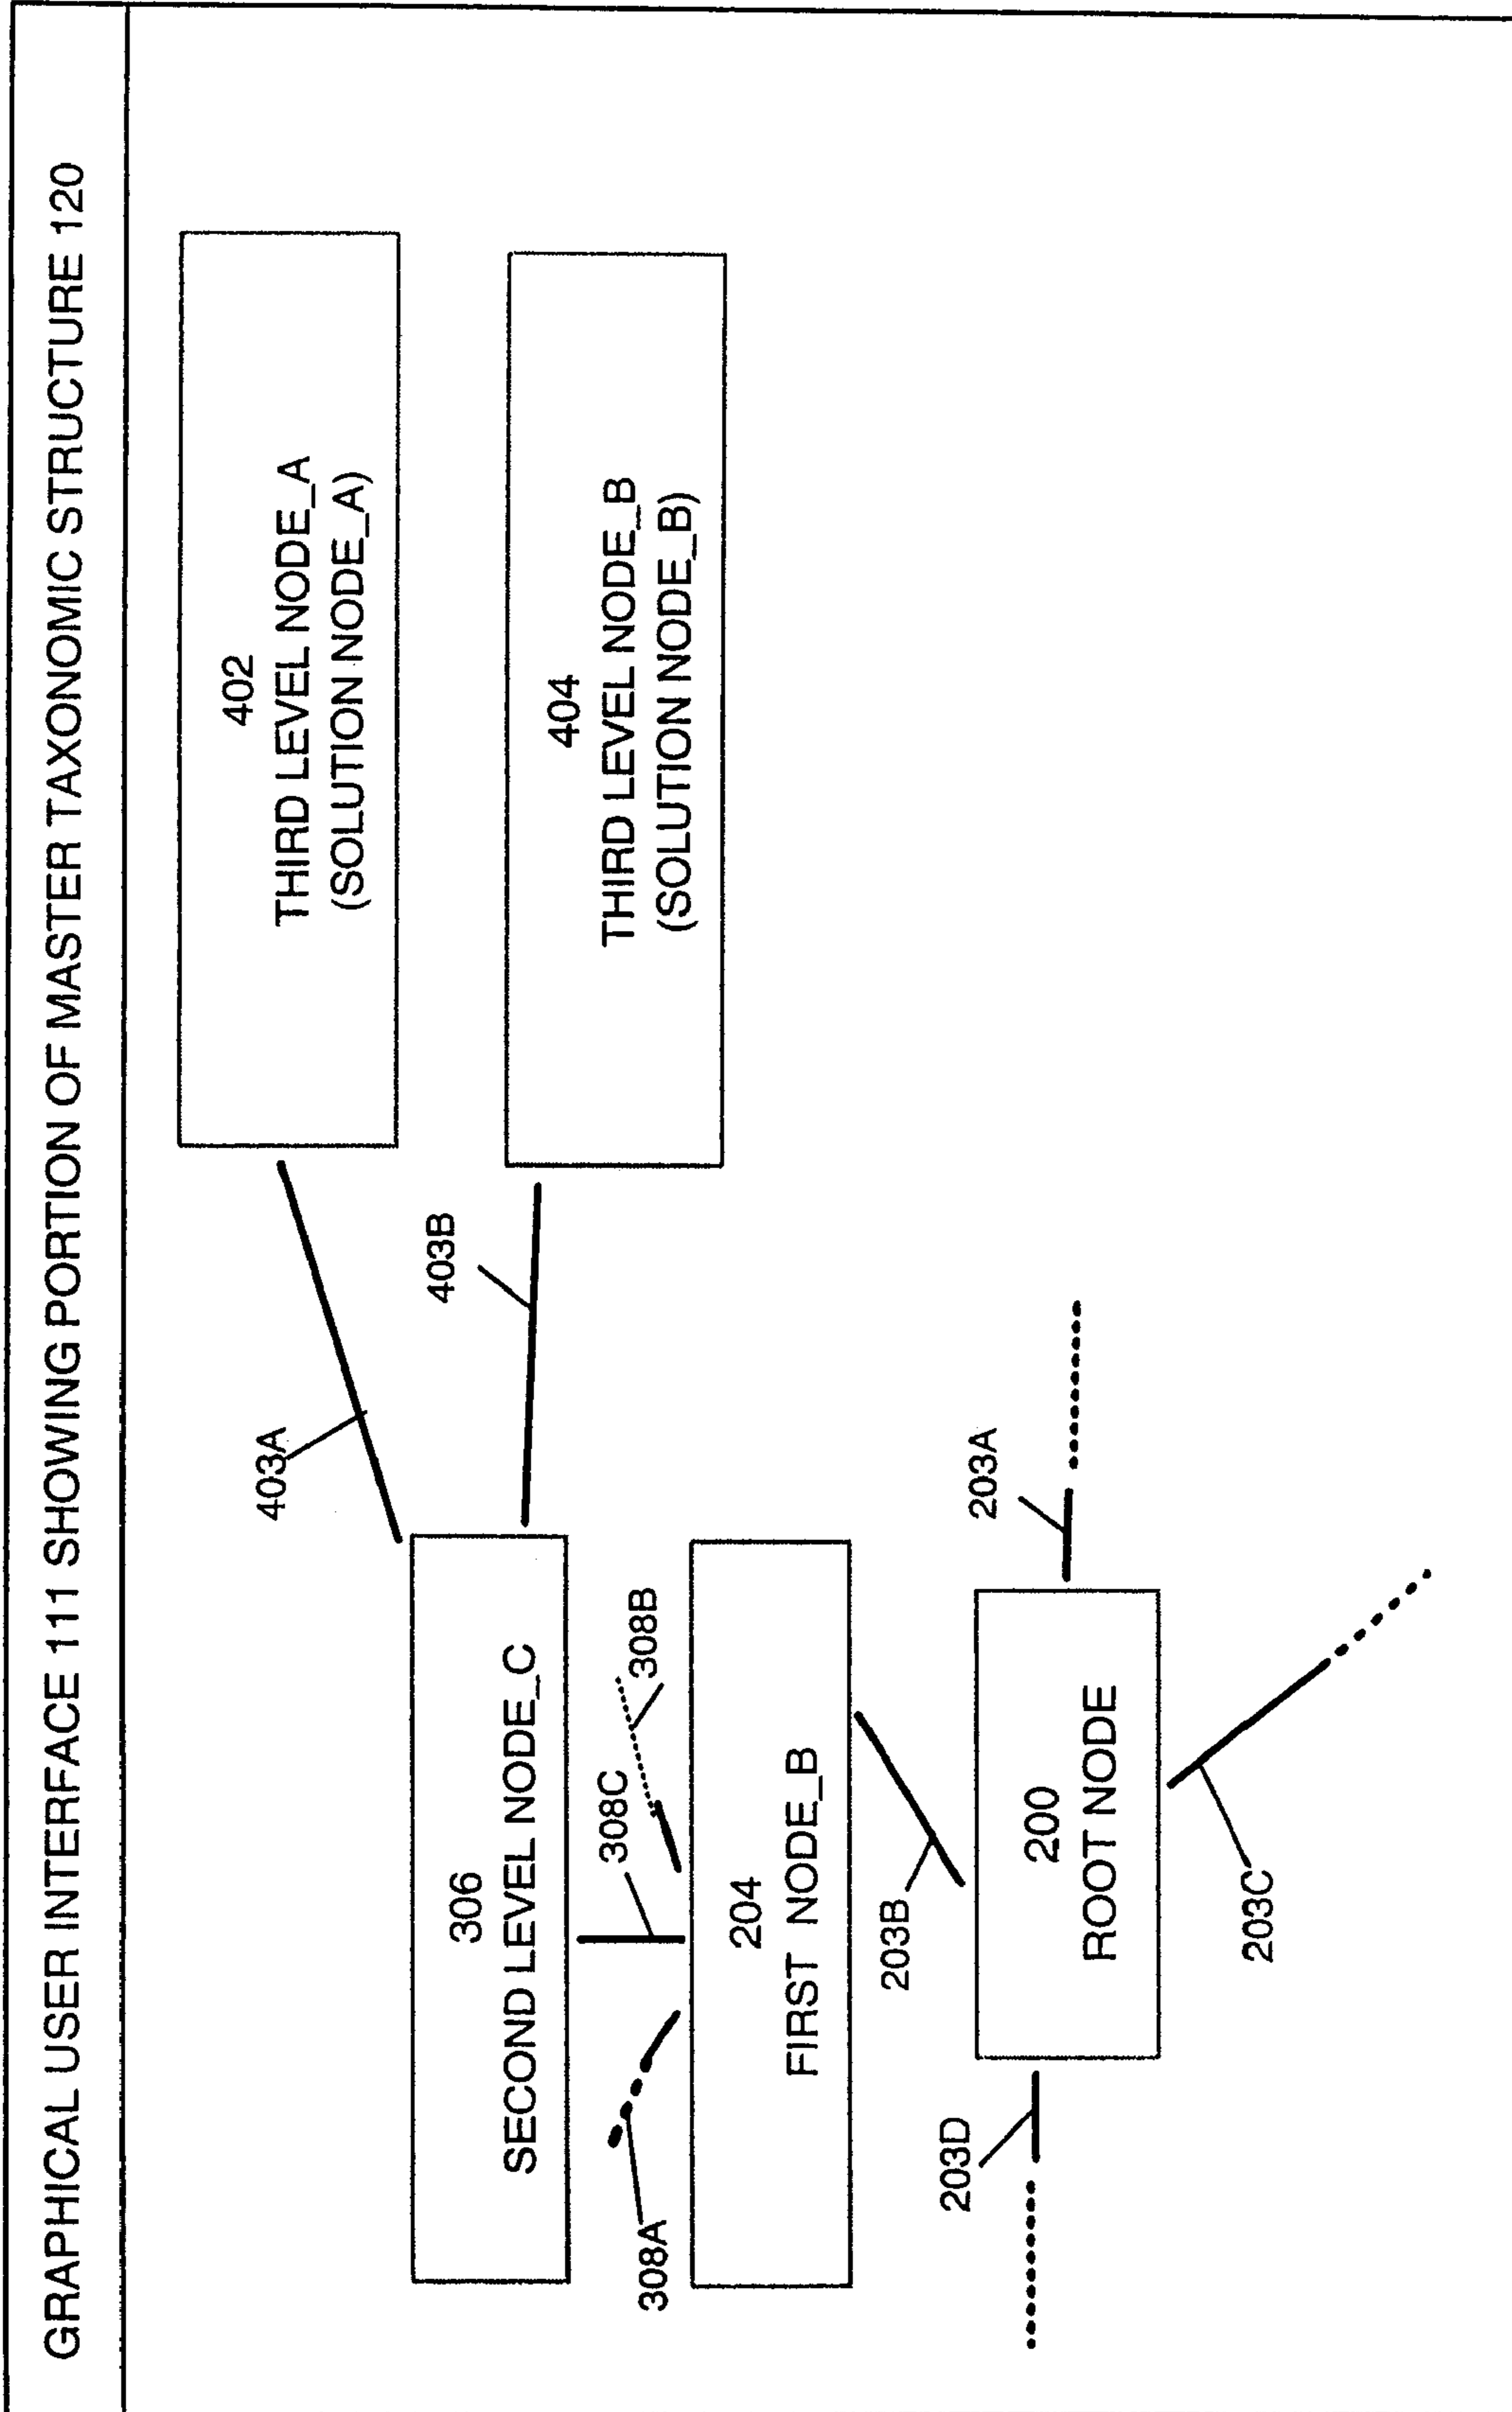 GRAPHICAL USER INTERFACE 111 SHOWING PORTION OF MASTER TAXONOMIC STRUCTURE 120
402
THIRD LEVEL NODE_A
(SOLUTION NODE_A)
403A
403B
404
THIRD LEVEL NODE_B
(SOLUTION NODE_B)
306
SECOND LEVEL NODE_C
308A
308C
308B
204
FIRST NODE_B
203B
203D
203A
200
ROOT NODE
203C